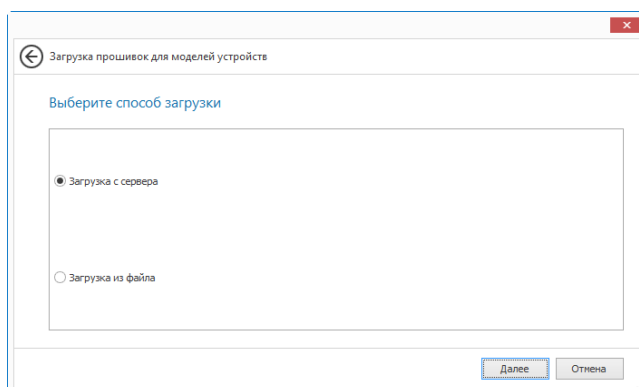 Загрузка прошивок для моделей устройств
Выберите способ загрузки
Загрузка с сервера
Загрузка из файла
Далее
Отмена